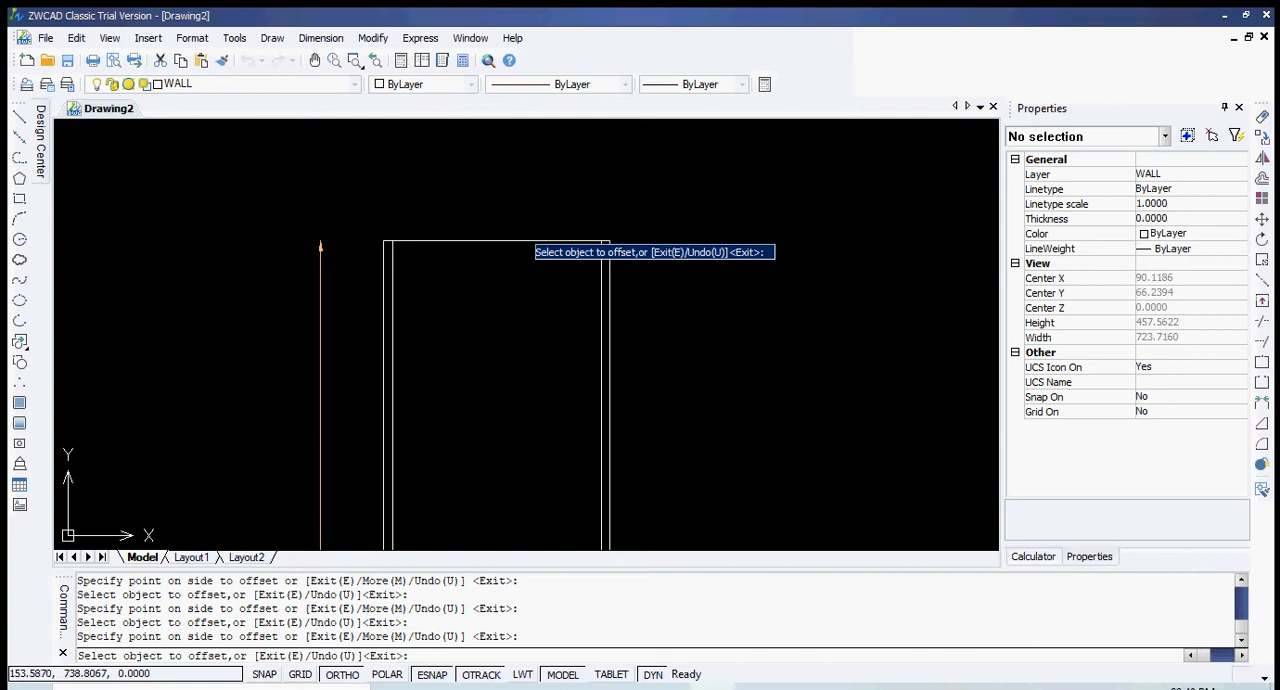 ZWCAD Classic Trial Version - [Drawing2]
File Edit View Insert Format Tools Draw Dimension Modify Express Window Help
WALL ByLayer ByLayer ByLayer
Drawing2
Design Center
Select object to offset,or [Exit(E)/Undo(U)]<Exit>:
Y
X
Properties
No selection
General
Layer WALL
Linetype ByLayer
Linetype scale 1.0000
Thickness 0.0000
Color ByLayer
LineWeight ByLayer
View
Center X 90.1186
Center Y 66.2394
Center Z 0.0000
Height 457.5622
Width 723.7160
Other
UCS Icon On Yes
UCS Name
Snap On No
Grid On No
Calculator Properties
Model Layout1 Layout2
Comman...
Specify point on side to offset or [Exit(E)/More(M)/Undo(U)] <Exit>:
Select object to offset,or [Exit(E)/Undo(U)]<Exit>:
Specify point on side to offset or [Exit(E)/More(M)/Undo(U)] <Exit>:
Select object to offset,or [Exit(E)/Undo(U)]<Exit>:
Specify point on side to offset or [Exit(E)/More(M)/Undo(U)] <Exit>:
Select object to offset,or [Exit(E)/Undo(U)]<Exit>:
153.5870, 738.8067, 0.0000 SNAP GRID ORTHO POLAR ESNAP OTRACK LWT MODEL TABLET DYN Ready